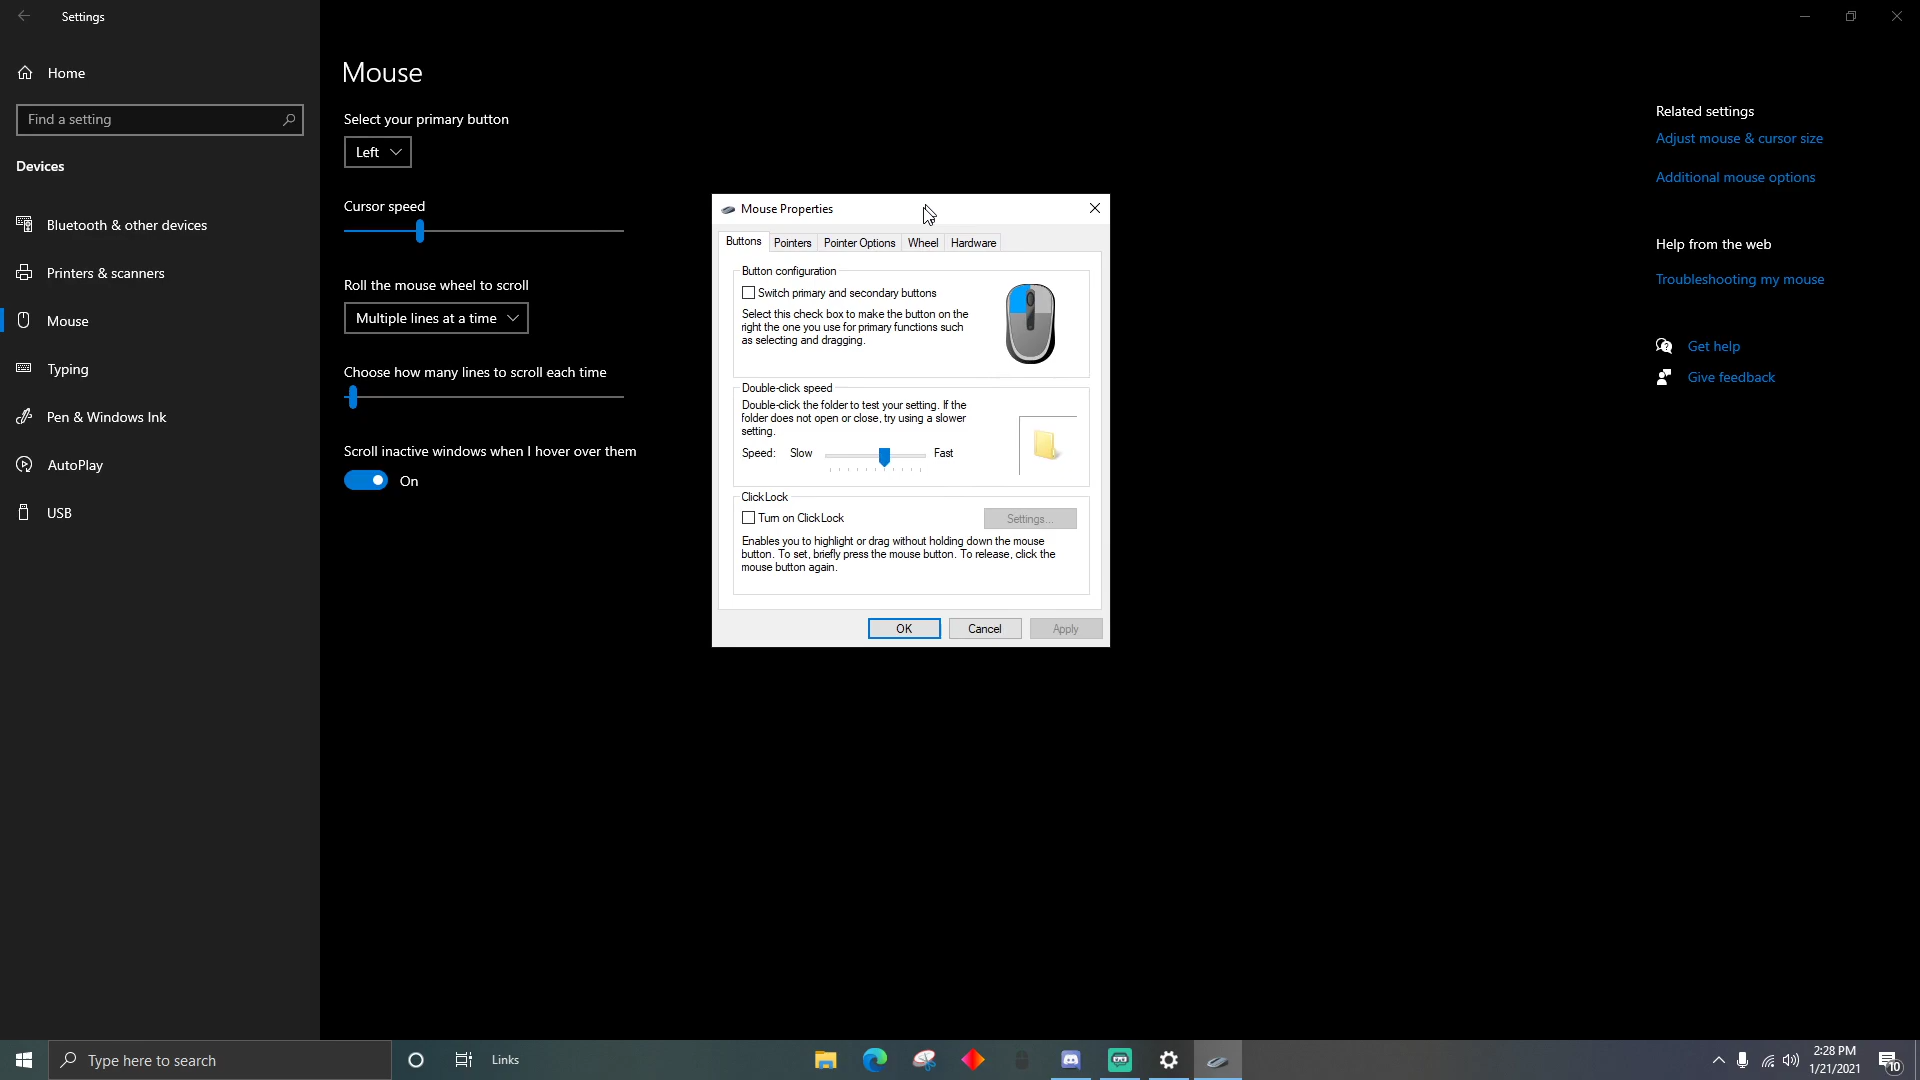 Settings
Home
Find a setting
Devices
Bluetooth & other devices
Printers & scanners
Mouse
Typing
Pen & Windows Ink
AutoPlay
USB
Mouse
Select your primary button
Left
Cursor speed
Roll the mouse wheel to scroll
Multiple lines at a time
Choose how many lines to scroll each time
Scroll inactive windows when I hover over them
On
Mouse Properties
Buttons Pointers Pointer Options Wheel Hardware
Button configuration
Switch primary and secondary buttons
Select this check box to make the button on the
right the one you use for primary functions such
as selecting and dragging.
Double-click speed
Double-click the folder to test your setting. If the
folder does not open or close, try using a slower
setting.
Speed: Slow Fast
ClickLock
Turn on ClickLock
Settings...
Enables you to highlight or drag without holding down the mouse
button. To set, briefly press the mouse button. To release, click the
mouse button again.
OK Cancel Apply
Related settings
Adjust mouse & cursor size
Additional mouse options
Help from the web
Troubleshooting my mouse
Get help
Give feedback
Type here to search
Links
2:28 PM
1/21/2021
10